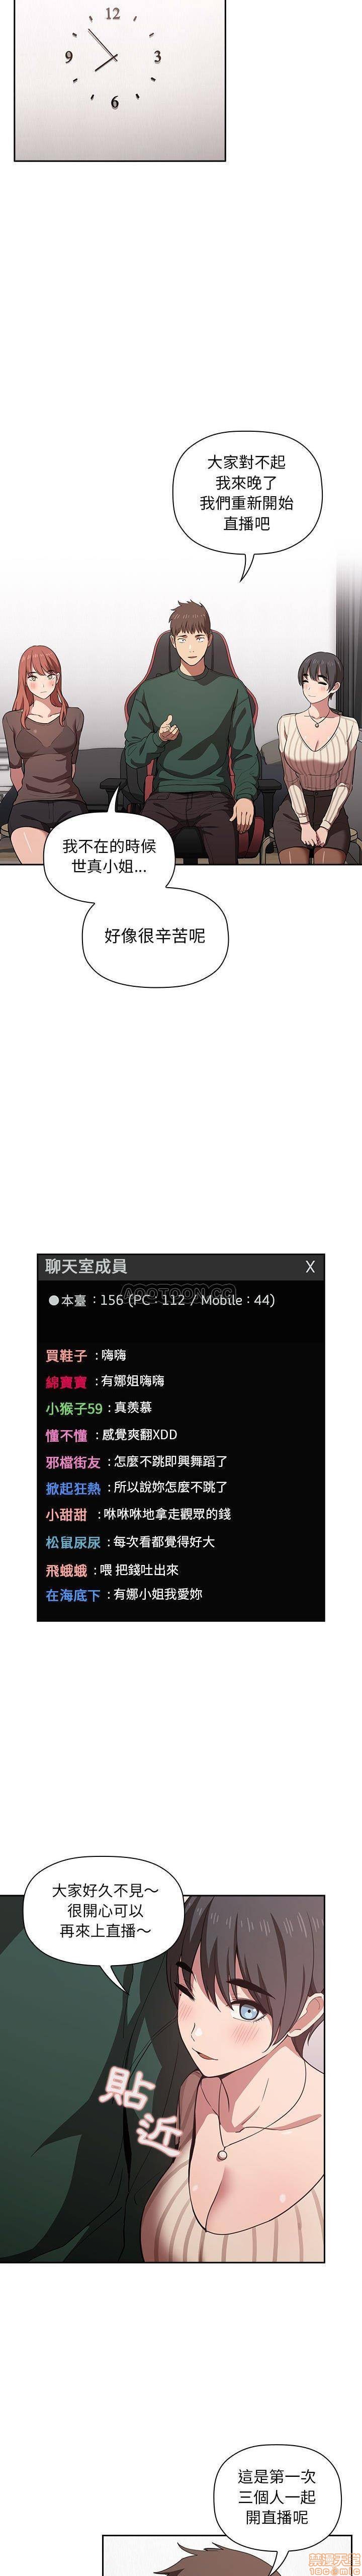 12
9
3
6
大家對不起
我來晚了
我們重新開始
直播吧
我不在的時候
世真小姐...
好像很辛苦呢
聊天室成員 X
●本臺 : 156 (PC : 112 / Mobile : 44)
買鞋子 : 嗨嗨
綿寶寶 : 有娜姐嗨嗨
小猴子59 : 真羨慕
懂不懂 : 感覺爽翻XDD
邪檔街友 : 怎麼不跳即興舞蹈了
掀起狂熱 : 所以說妳怎麼不跳了
小甜甜 : 咻咻咻地拿走觀眾的錢
松鼠尿尿 : 每次看都覺得好大
飛蛾蛾 : 喂 把錢吐出來
在海底下 : 有娜小姐我愛妳
大家好久不見～
很開心可以
再來上直播～
貼
近
這是第一次
三個人一起
開直播呢
禁漫天堂